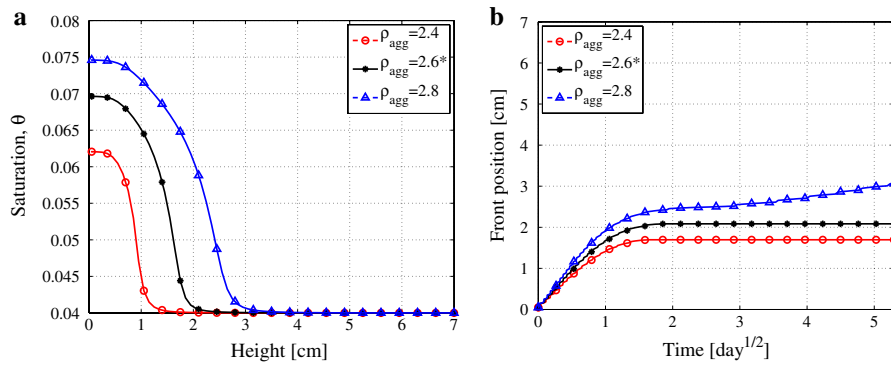 a
0.08
0.075
0.07
0.065
0.06
0.055
0.05
0.045
0.04
Saturation, θ
ρagg=2.4
ρagg=2.6*
ρagg=2.8
0 1 2 3 4 5 6 7
Height [cm]
b
7
6
5
4
3
2
1
0
Front position [cm]
ρagg=2.4
ρagg=2.6*
ρagg=2.8
0 1 2 3 4 5
Time [day1/2]